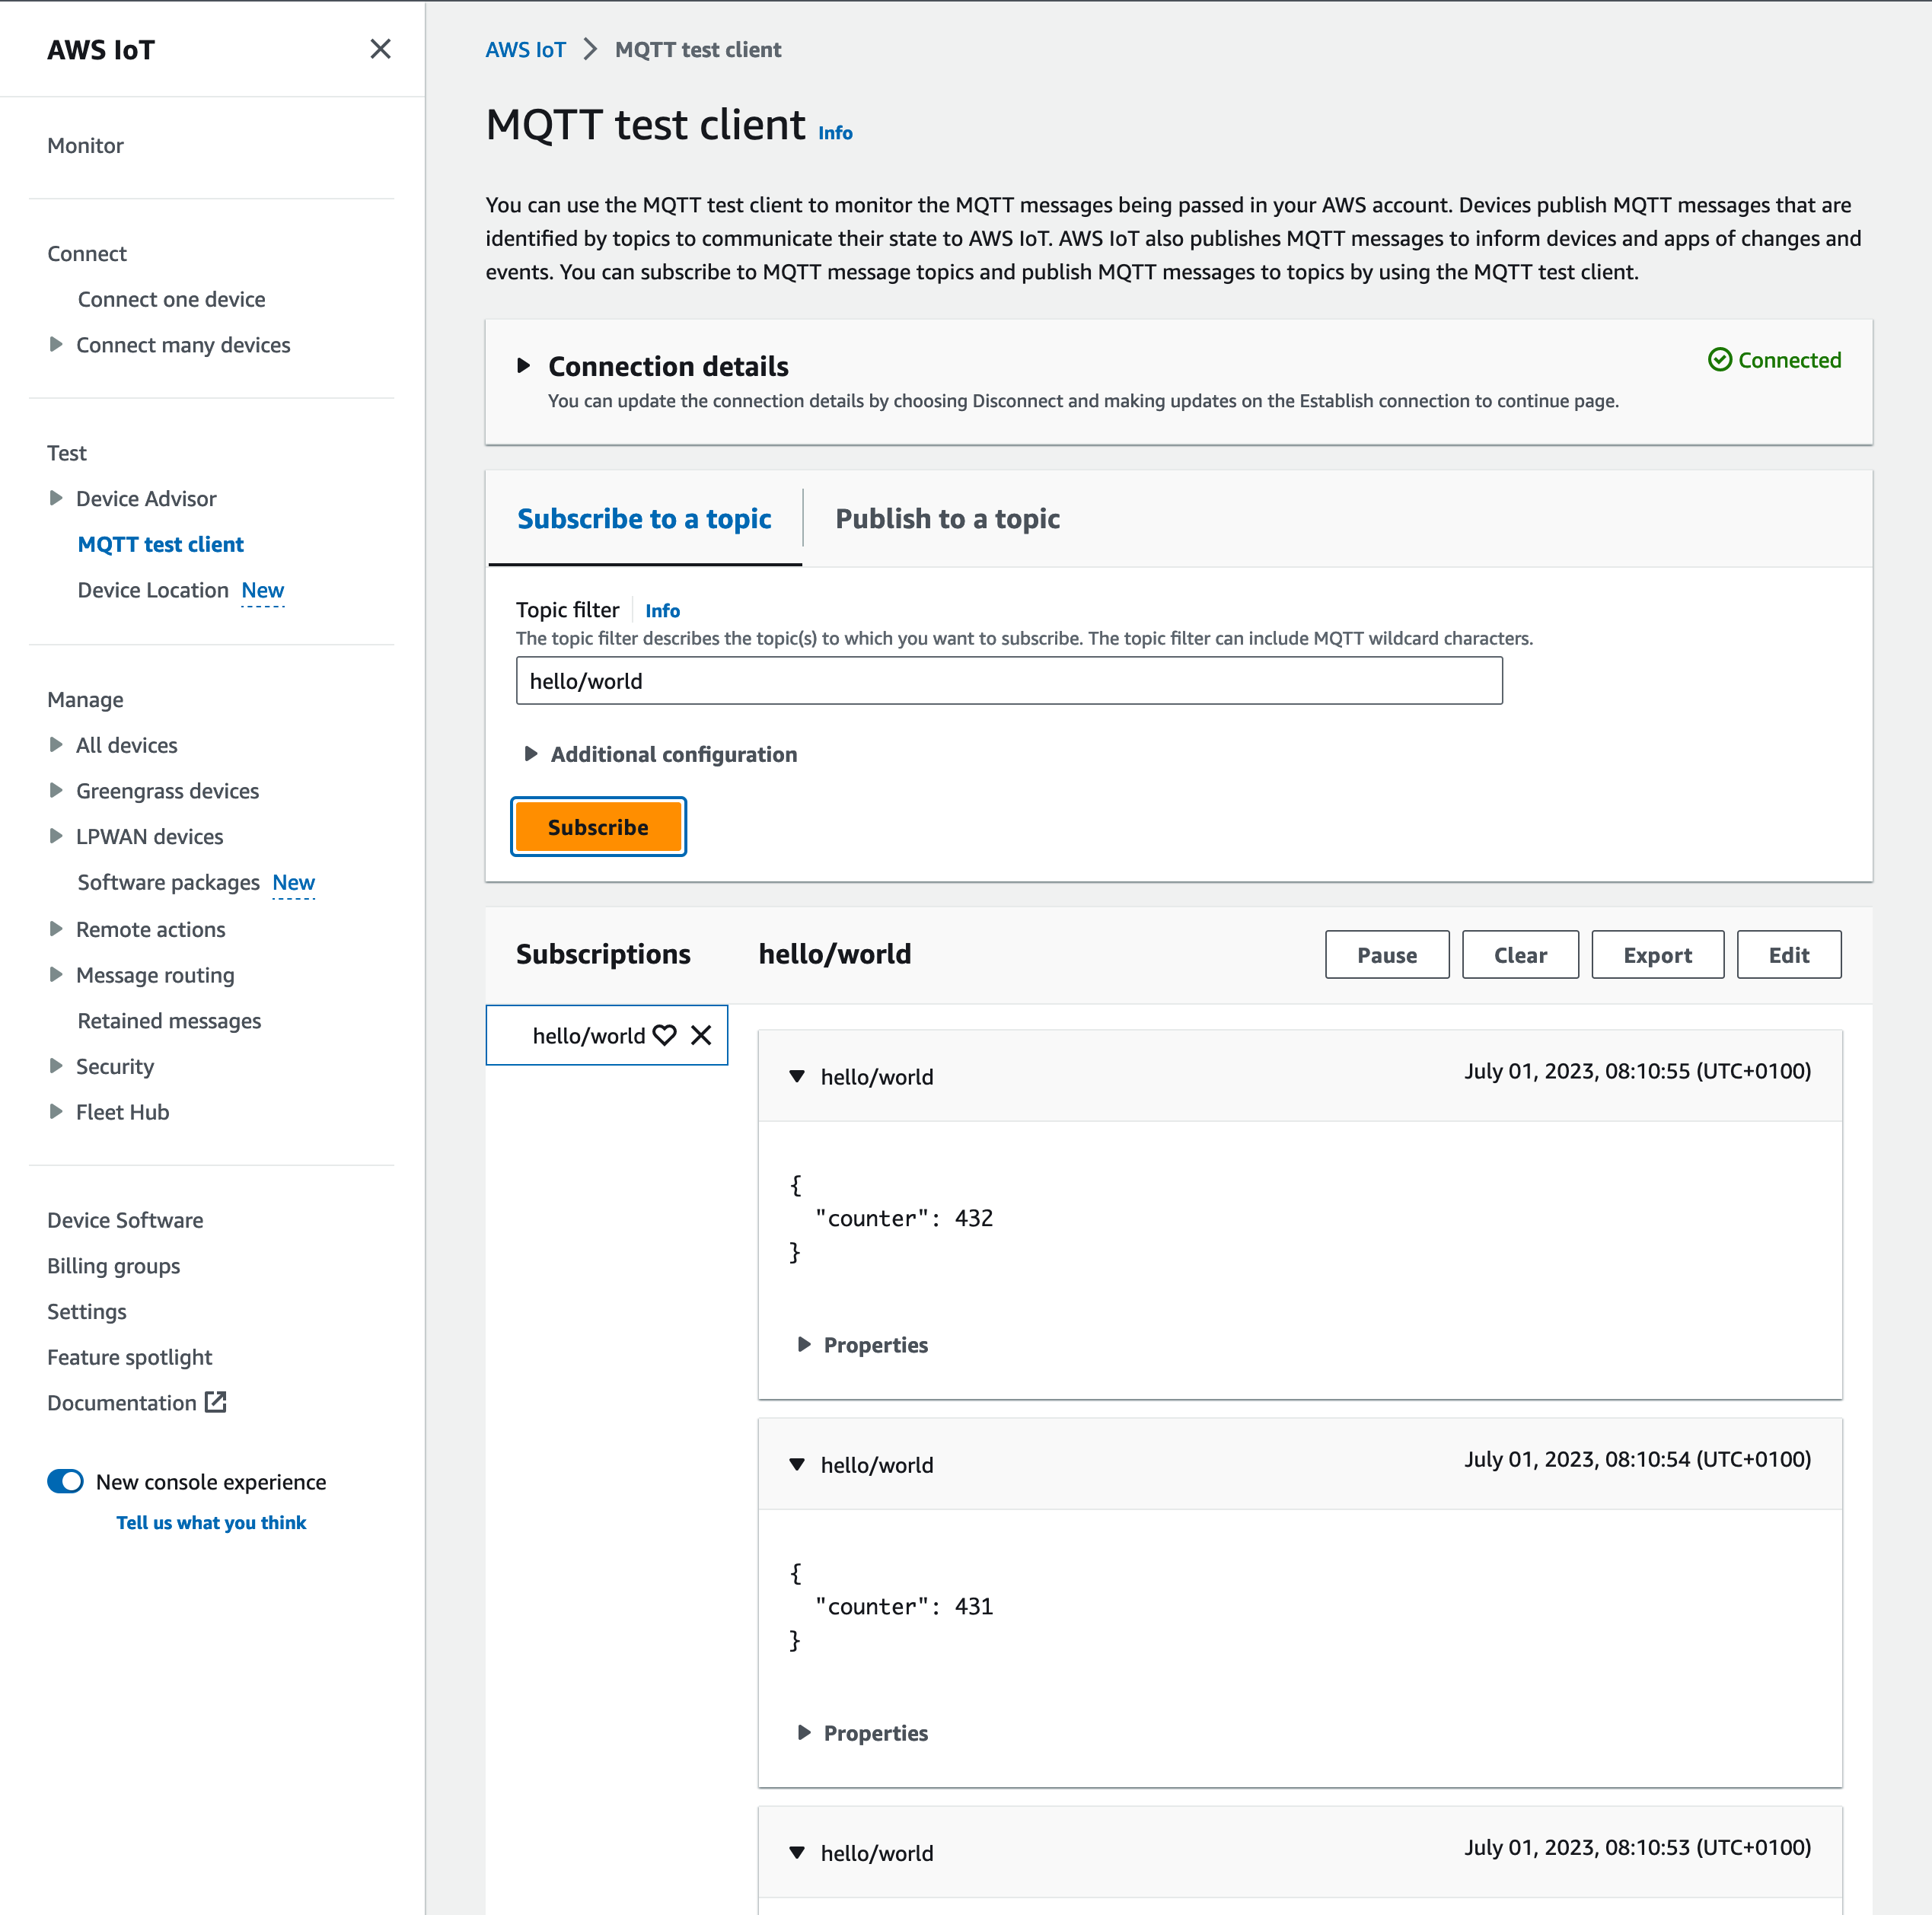 AWS IoT
Monitor
Connect
Connect one device
Connect many devices
Test
Device Advisor
MQTT test client
Device Location New
Manage
All devices
Greengrass devices
LPWAN devices
Software packages New
Remote actions
Message routing
Retained messages
Security
Fleet Hub
Device Software
Billing groups
Settings
Feature spotlight
Documentation
New console experience
Tell us what you think
AWS IoT > MQTT test client
MQTT test client Info
You can use the MQTT test client to monitor the MQTT messages being passed in your AWS account. Devices publish MQTT messages that are
identified by topics to communicate their state to AWS IoT. AWS IoT also publishes MQTT messages to inform devices and apps of changes and
events. You can subscribe to MQTT message topics and publish MQTT messages to topics by using the MQTT test client.
Connection details
Connected
You can update the connection details by choosing Disconnect and making updates on the Establish connection to continue page.
Subscribe to a topic
Publish to a topic
Topic filter Info
The topic filter describes the topic(s) to which you want to subscribe. The topic filter can include MQTT wildcard characters.
hello/world
Additional configuration
Subscribe
Subscriptions
hello/world
Pause
Clear
Export
Edit
hello/world
hello/world
July 01, 2023, 08:10:55 (UTC+0100)
{
"counter": 432
}
Properties
hello/world
July 01, 2023, 08:10:54 (UTC+0100)
{
"counter": 431
}
Properties
hello/world
July 01, 2023, 08:10:53 (UTC+0100)